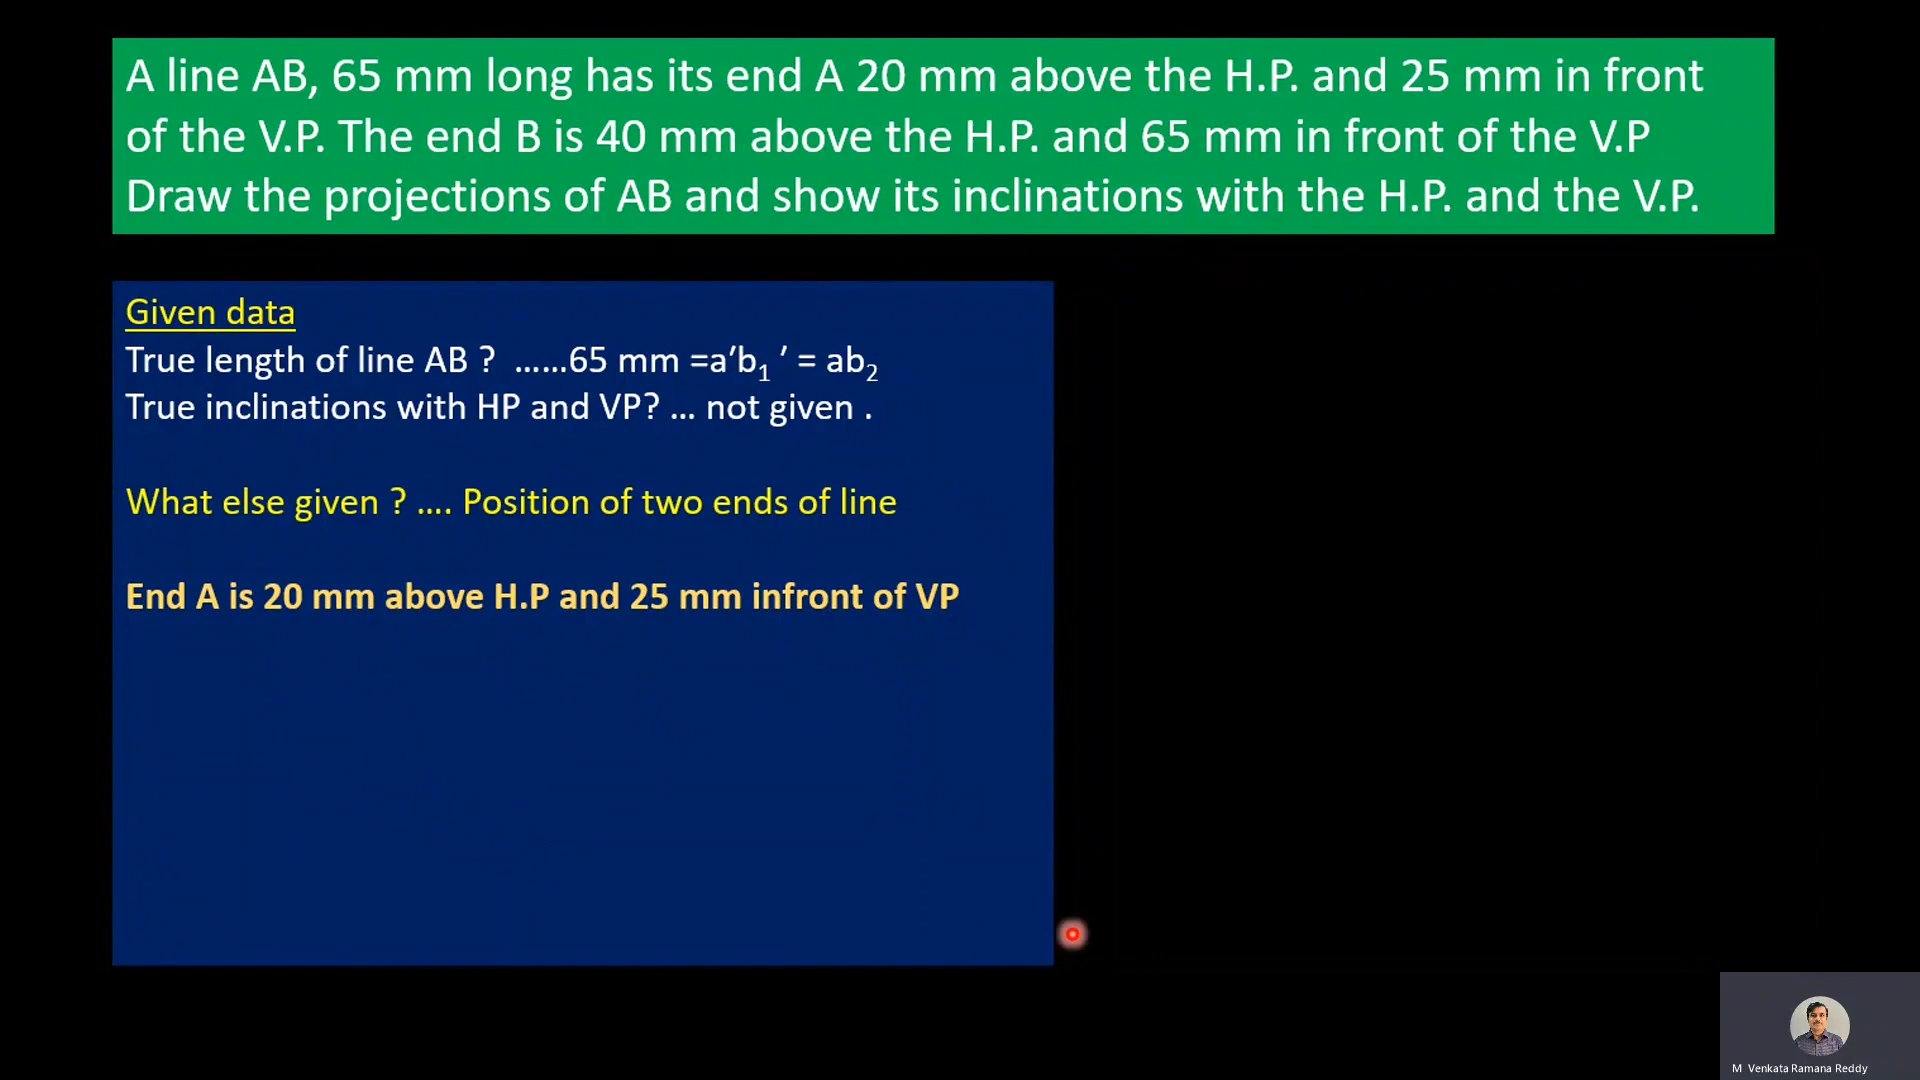 A line AB, 65 mm long has its end A 20 mm above the H.P. and 25 mm in front
of the V.P. The end B is 40 mm above the H.P. and 65 mm in front of the V.P
Draw the projections of AB and show its inclinations with the H.P. and the V.P.
Given data
True length of line AB ? ......65 mm =a′b₁ ′ = ab₂
True inclinations with HP and VP? ... not given .
What else given ? .... Position of two ends of line
End A is 20 mm above H.P and 25 mm infront of VP
M Venkata Ramana Reddy